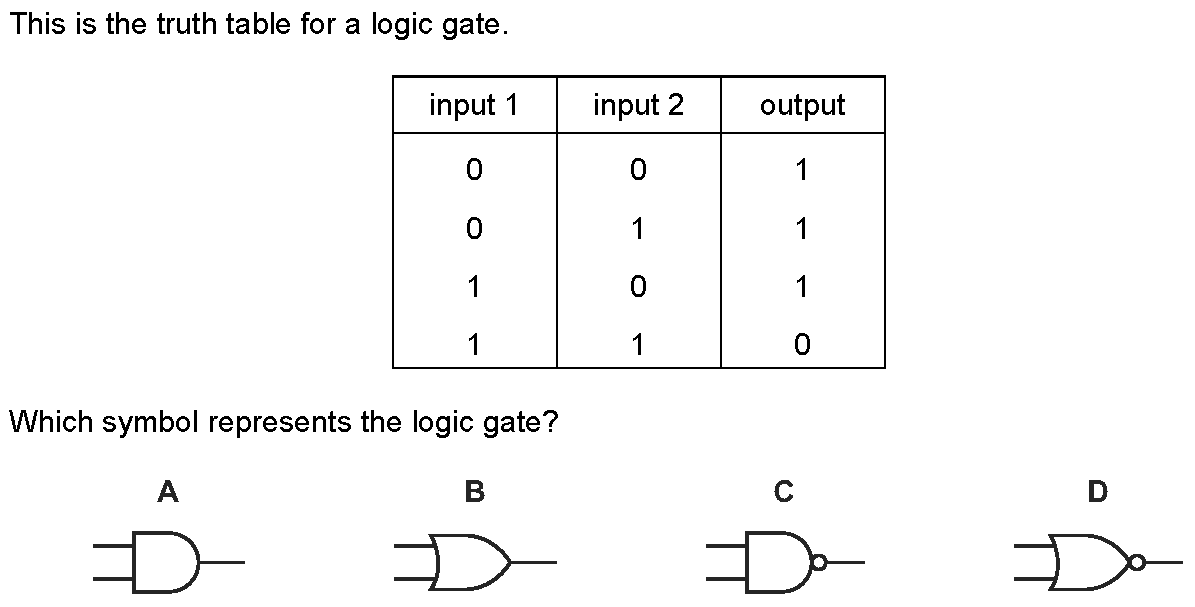 This is the truth table for a logic gate.
input 1 input 2 output
0 0 1
0 1 1
1 0 1
1 1 0
Which symbol represents the logic gate?
A B C D